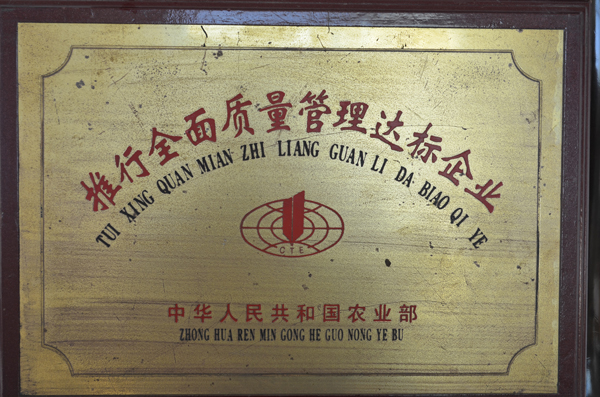 推行全面质量管理达标企业
TUI XING QUAN MIAN ZHI LIANG GUAN LI DA BIAO QI YE
CTE
中华人民共和国农业部
ZHONG HUA REN MIN GONG HE GUO NONG YE BU